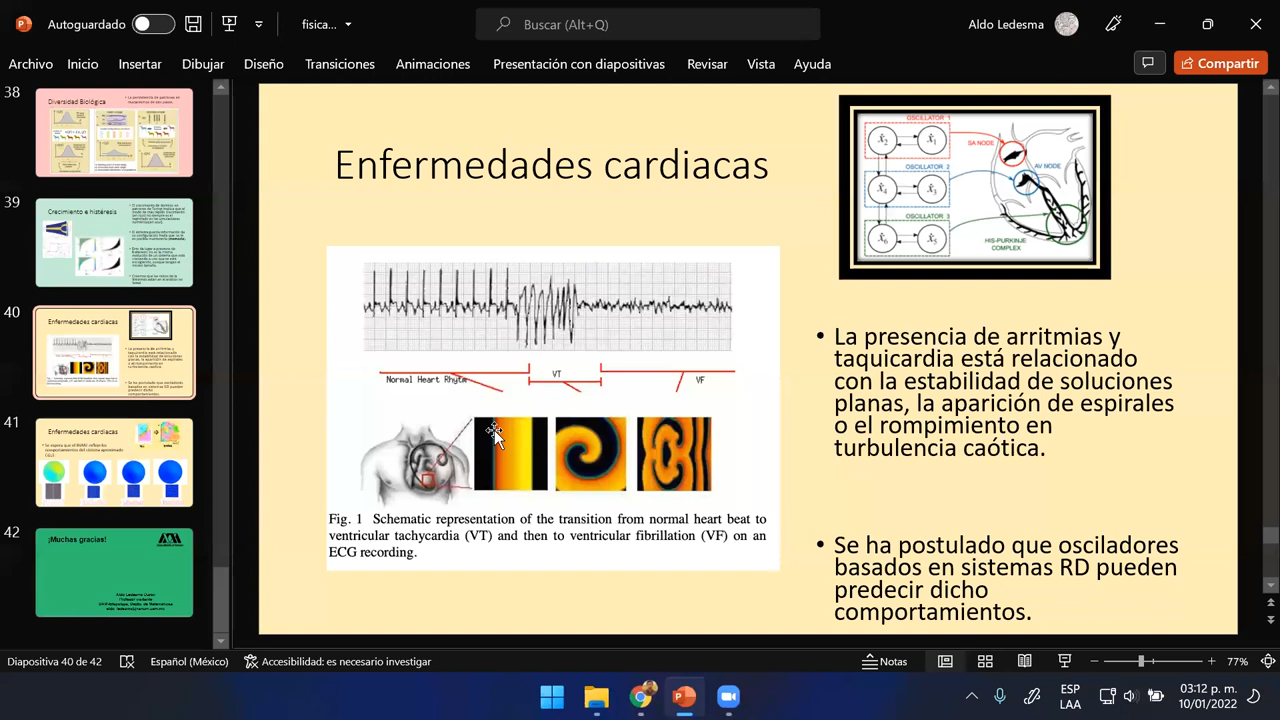 Autoguardado
fisica...
Buscar (Alt+Q)
Aldo Ledesma
Archivo Inicio Insertar Dibujar Diseño Transiciones Animaciones Presentación con diapositivas Revisar Vista Ayuda
Compartir
38
Diversidad Biológica
39
Crecimiento e histéresis
40
Enfermedades cardiacas
41
Enfermedades cardiacas
42
¡Muchas gracias!
Enfermedades cardiacas
OSCILLATOR 1
SA NODE
OSCILLATOR 2
AV NODE
OSCILLATOR 3
HIS-PURKINJE
COMPLEX
Normal Heart Rhytm
VT
VF
Fig. 1 Schematic representation of the transition from normal heart beat to
ventricular tachycardia (VT) and then to ventricular fibrillation (VF) on an
ECG recording.
• La presencia de arritmias y
taquicardia está relacionado
con la estabilidad de soluciones
planas, la aparición de espirales
o el rompimiento en
turbulencia caótica.
• Se ha postulado que osciladores
basados en sistemas RD pueden
predecir dicho
comportamientos.
Diapositiva 40 de 42
Español (México)
Accesibilidad: es necesario investigar
Notas
77%
ESP
LAA
03:12 p. m.
10/01/2022